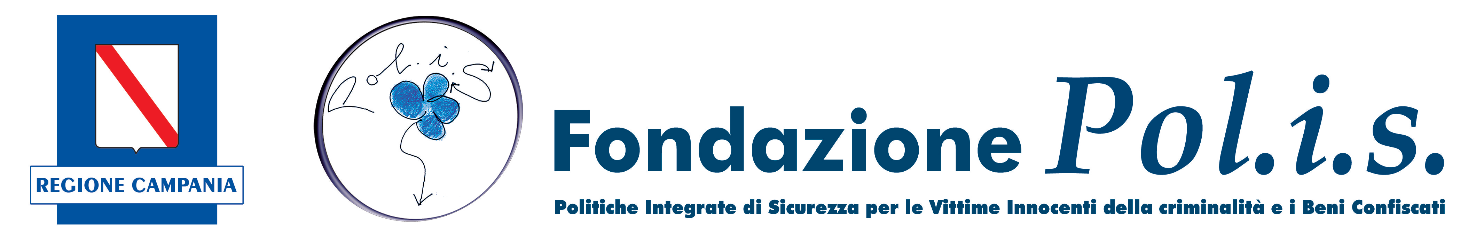 REGIONE CAMPANIA
Pol.i.S
Fondazione Pol.i.s.
Politiche Integrate di Sicurezza per le Vittime Innocenti della criminalità e i Beni Confiscati